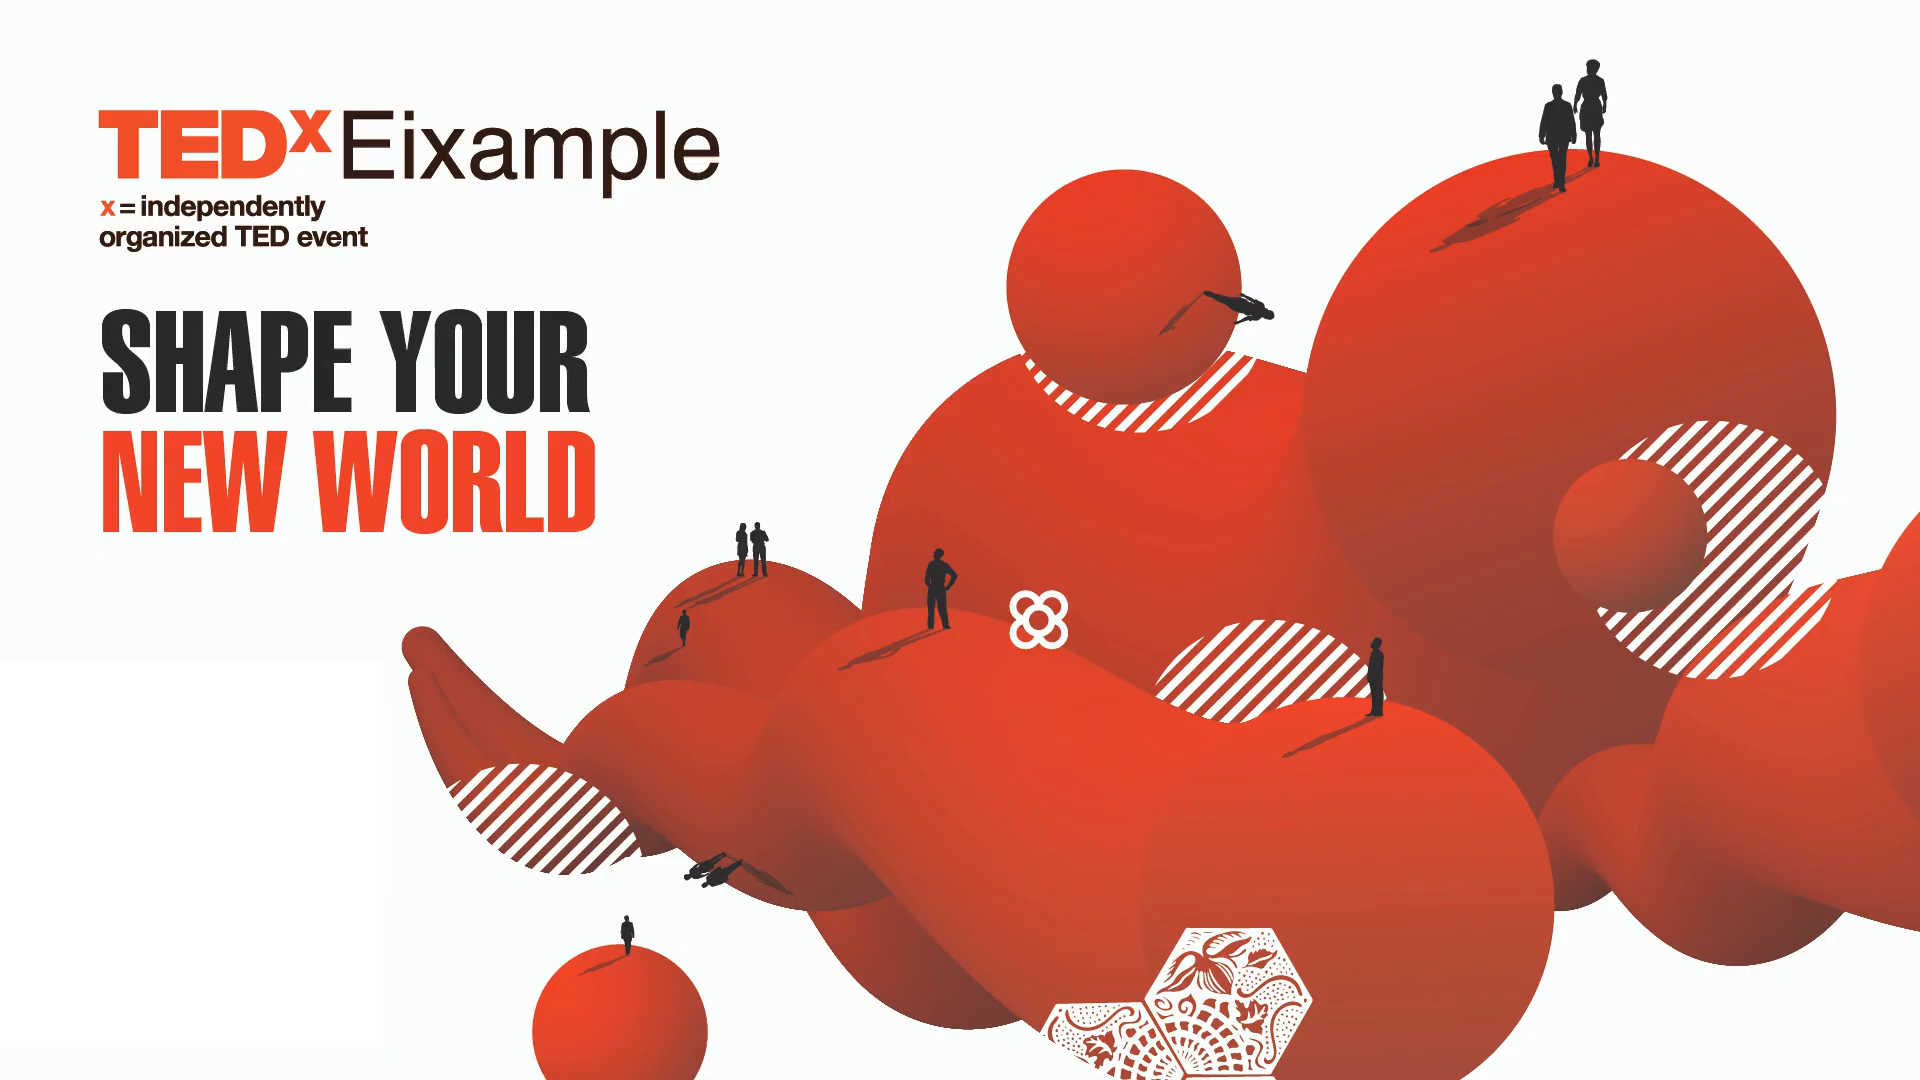 TEDxEixample
x = independently
organized TED event
SHAPE YOUR
NEW WORLD